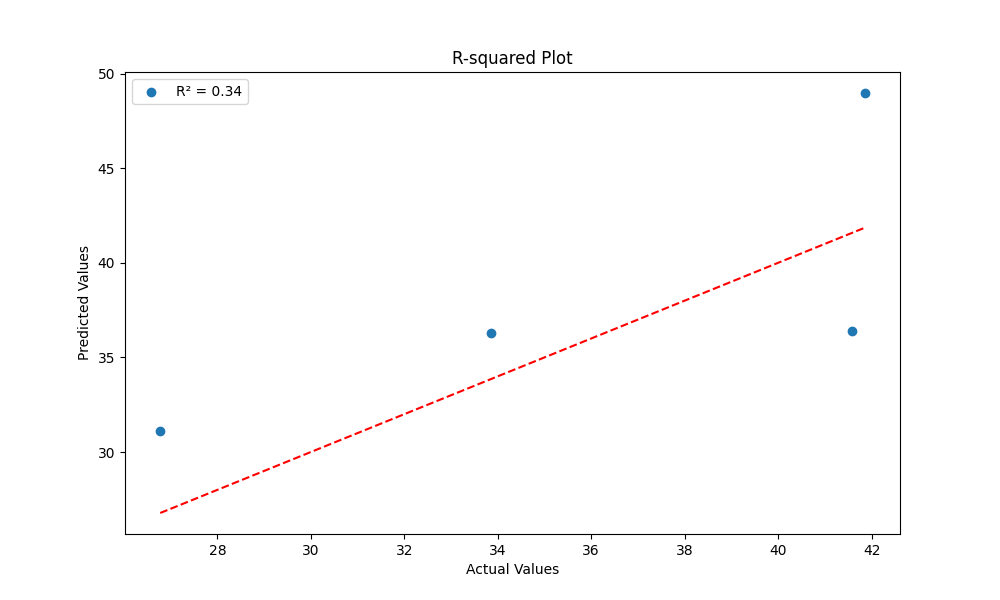 R-squared Plot
R² = 0.34
50
45
40
35
30
Predicted Values
28 30 32 34 36 38 40 42
Actual Values